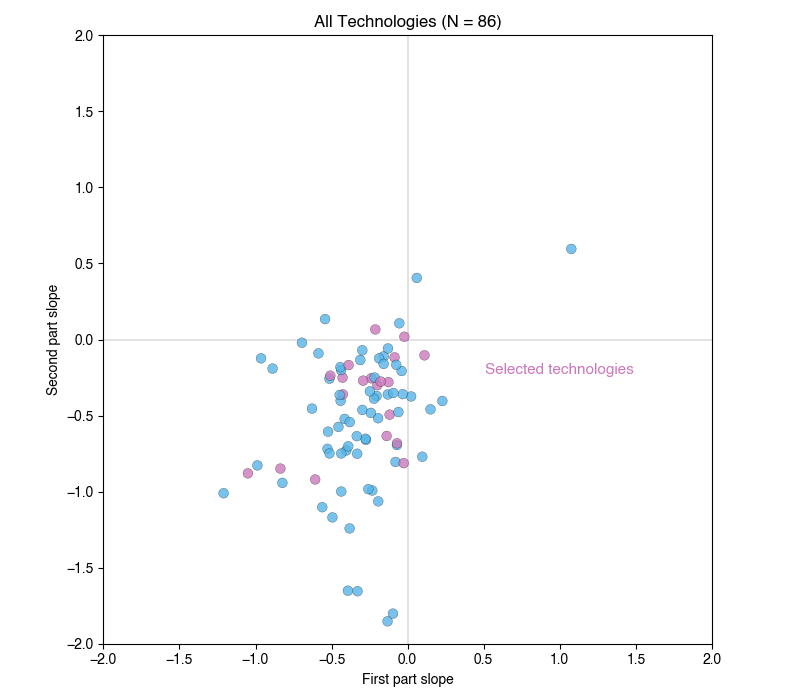 All Technologies (N = 86)
2.0
1.5
1.0
0.5
0.0
−0.5
−1.0
−1.5
−2.0
Second part slope
Selected technologies
−2.0 −1.5 −1.0 −0.5 0.0 0.5 1.0 1.5 2.0
First part slope